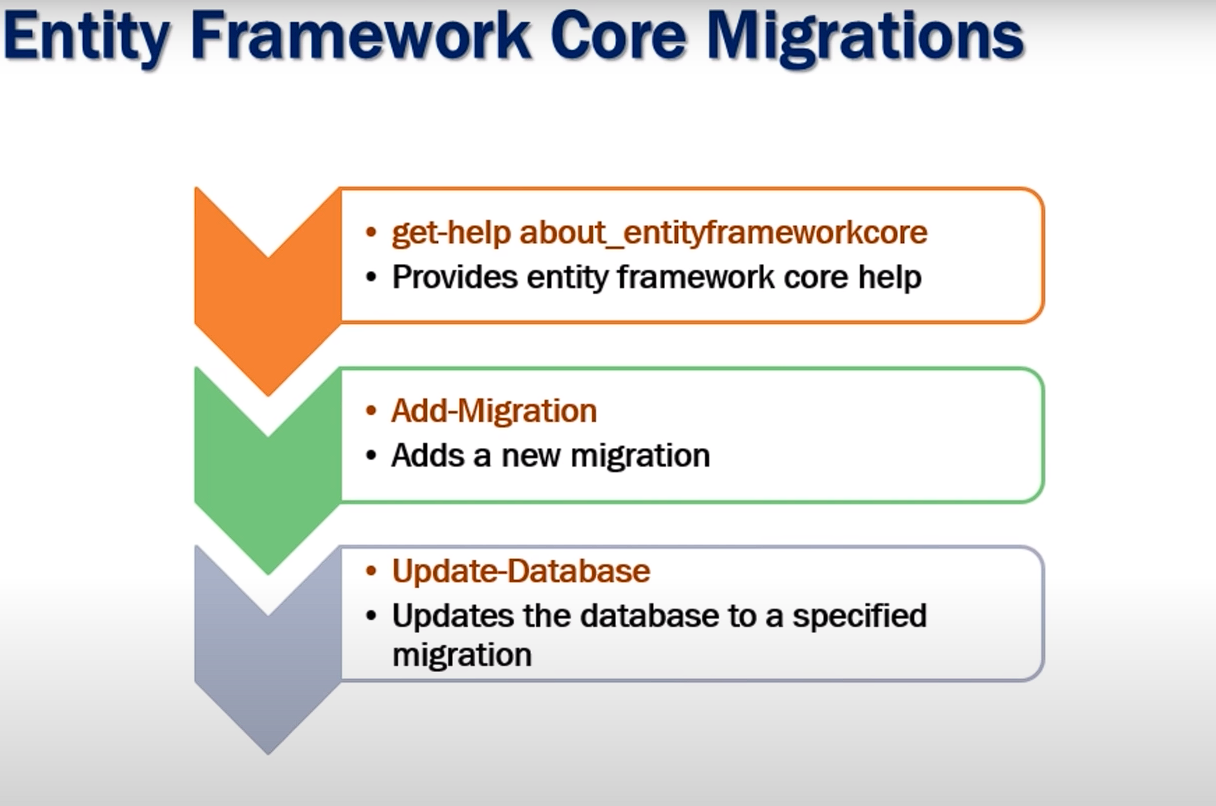 Entity Framework Core Migrations
• get-help about_entityframeworkcore
• Provides entity framework core help
• Add-Migration
• Adds a new migration
• Update-Database
• Updates the database to a specified
migration